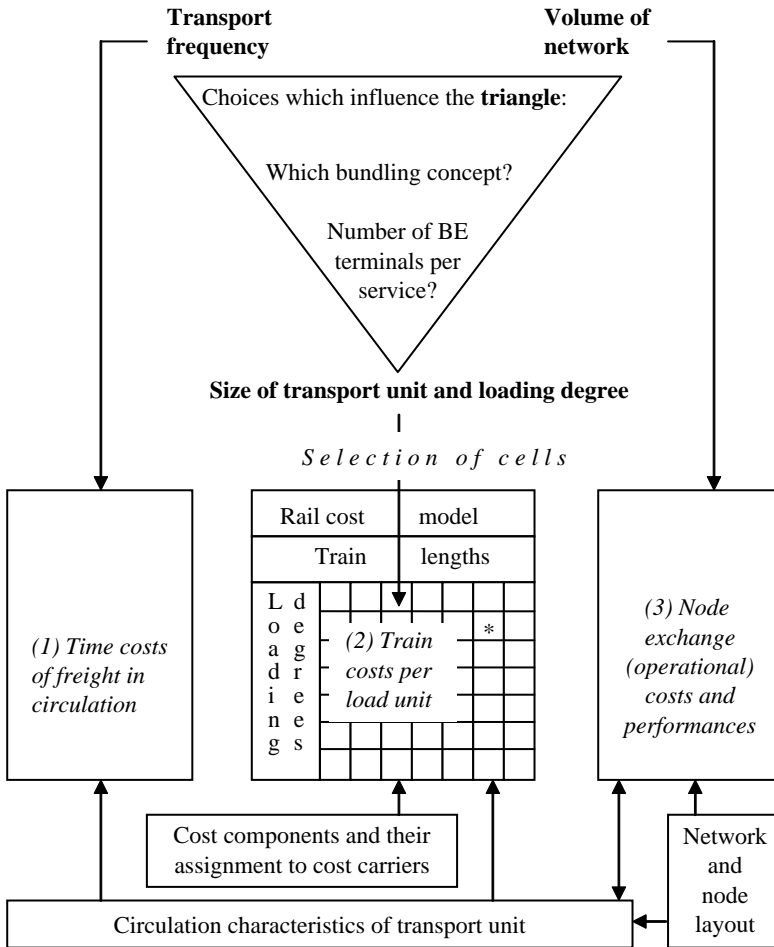 Transport
frequency
Volume of
network
Choices which influence the triangle:
Which bundling concept?
Number of BE
terminals per
service?
Size of transport unit and loading degree
Selection of cells
Rail cost model
Train lengths
Loading
degrees
*
(1) Time costs
of freight in
circulation
(2) Train
costs per
load unit
(3) Node
exchange
(operational)
costs and
performances
Cost components and their
assignment to cost carriers
Network
and
node
layout
Circulation characteristics of transport unit